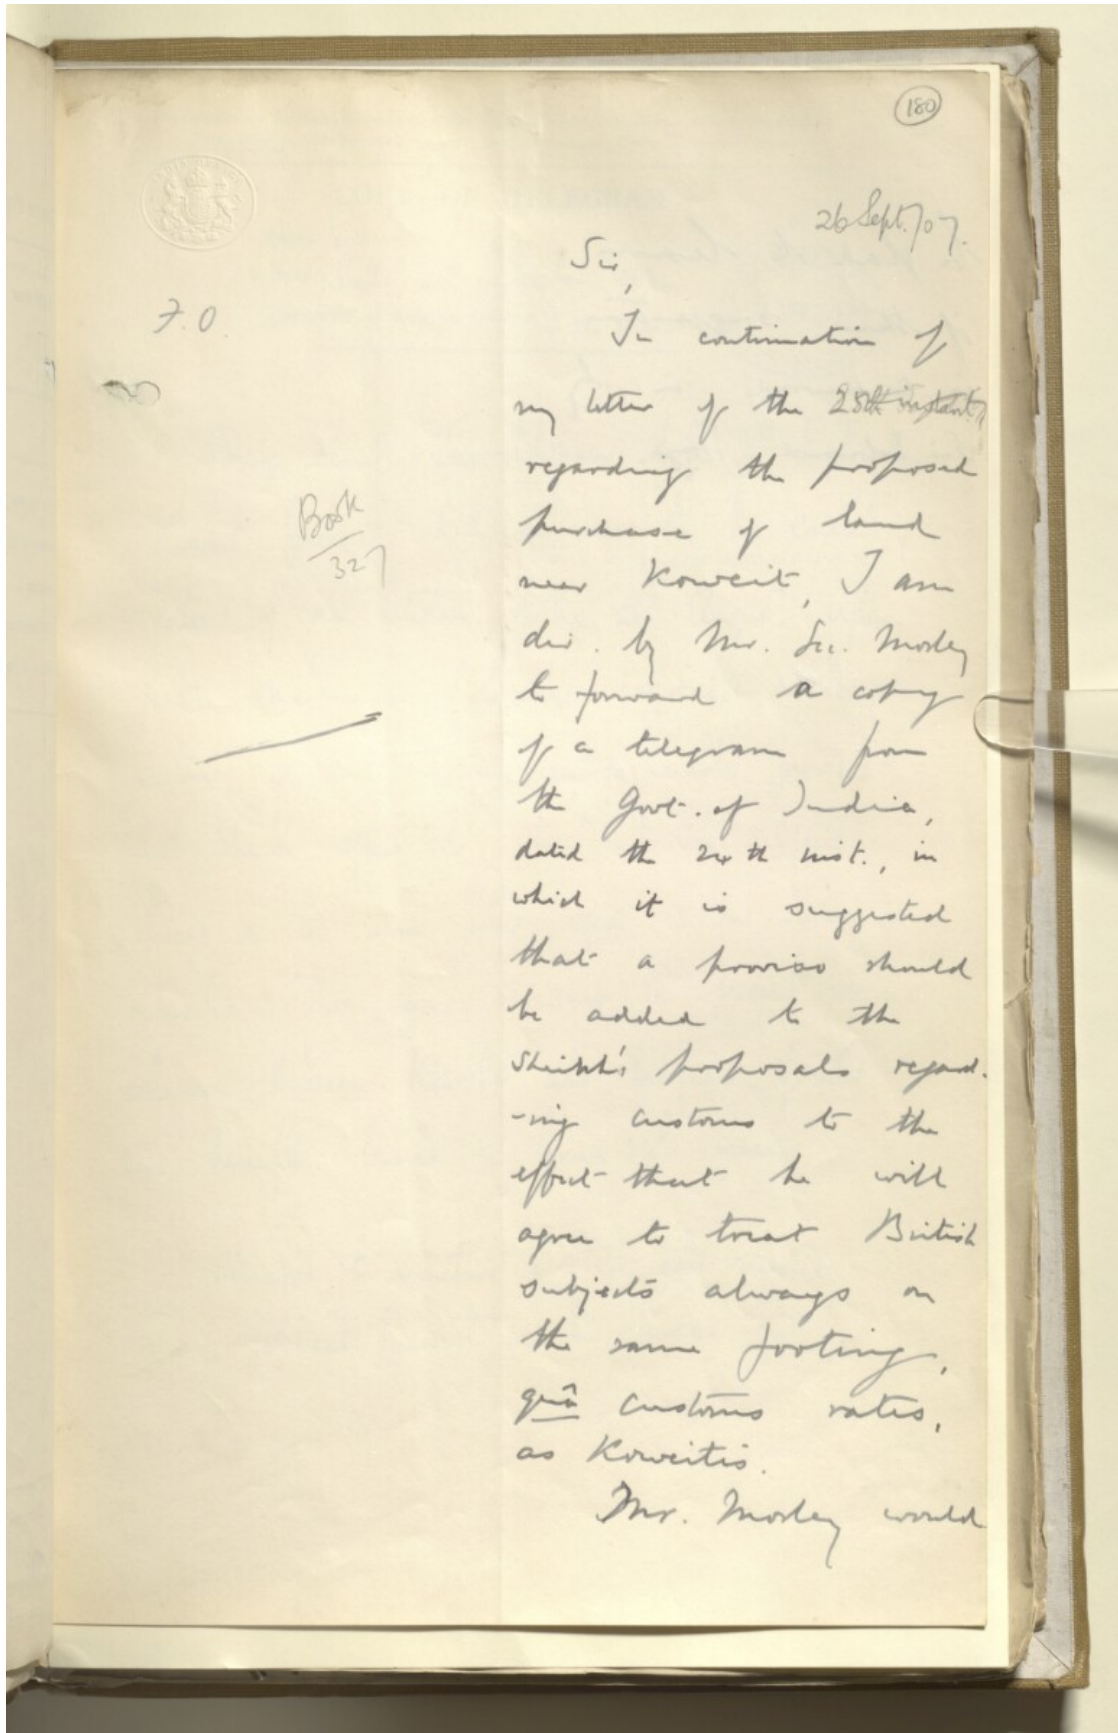 180
26 Sept./07.
Sir,
F.O.
In continuation of
my letter of the 25th instant,
regarding the proposed
Book
327
purchase of land
near Koweit, I am
dir. by Mr. Sec. Morley
to forward a copy
of a telegram from
the Govt. of India,
dated the 24th inst., in
which it is suggested
that a proviso should
be added to the
Sheikh's proposals regard-
-ing customs to the
effect that he will
agree to treat British
subjects always on
the same footing,
quâ customs rates,
as Koweitis.
Mr. Morley would